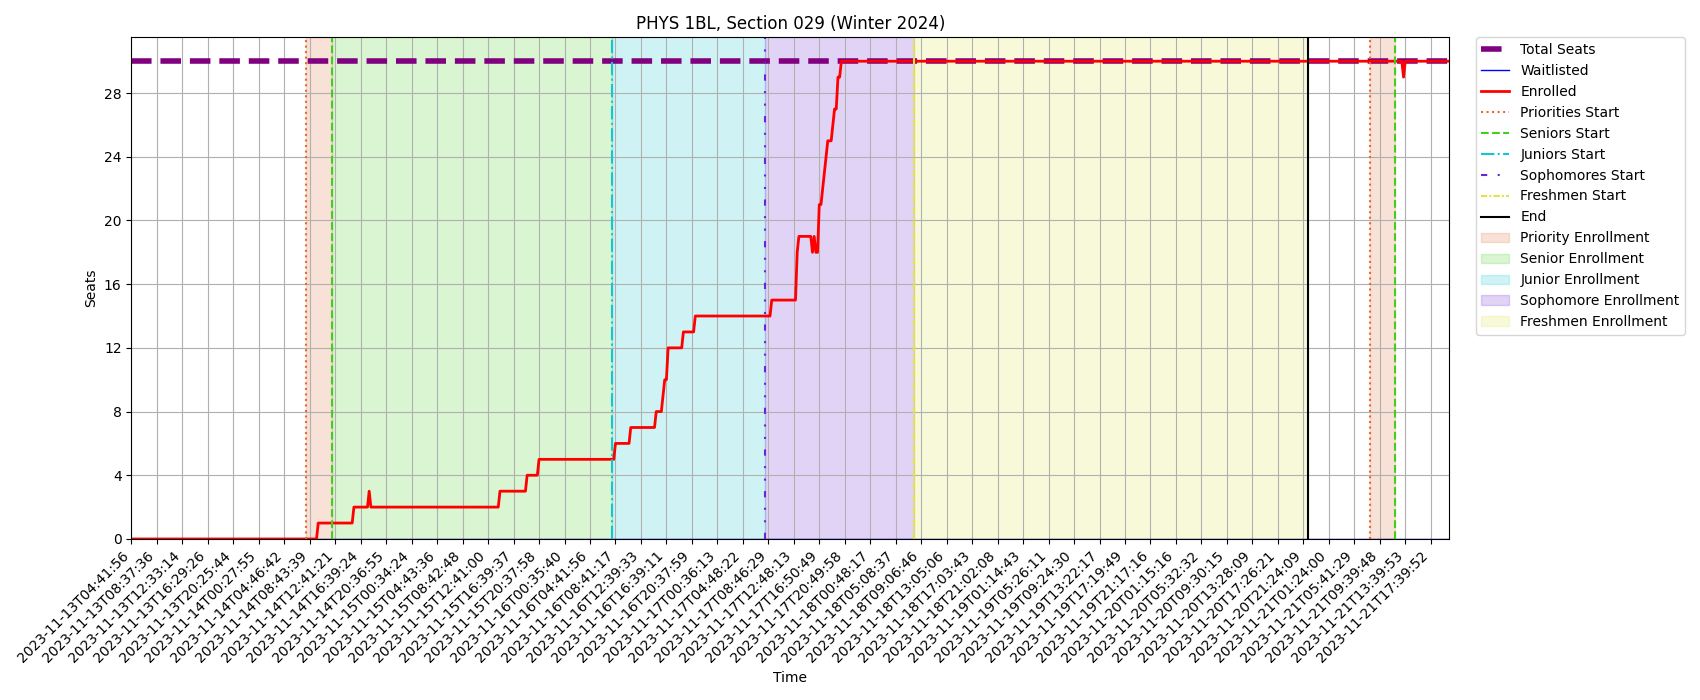 PHYS 1BL, Section 029 (Winter 2024)
Seats
28
24
20
16
12
8
4
0
2023-11-13T04:41:56
2023-11-13T08:37:36
2023-11-13T12:33:14
2023-11-13T16:29:26
2023-11-13T20:25:44
2023-11-14T00:27:55
2023-11-14T04:46:42
2023-11-14T08:43:39
2023-11-14T12:41:21
2023-11-14T16:39:24
2023-11-14T20:36:55
2023-11-15T00:34:24
2023-11-15T04:43:36
2023-11-15T08:42:48
2023-11-15T12:41:00
2023-11-15T16:39:37
2023-11-15T20:37:58
2023-11-16T00:35:40
2023-11-16T04:41:56
2023-11-16T08:41:17
2023-11-16T12:39:33
2023-11-16T16:39:11
2023-11-16T20:37:59
2023-11-17T00:36:13
2023-11-17T04:48:22
2023-11-17T08:46:29
2023-11-17T12:48:13
2023-11-17T16:50:49
2023-11-17T20:49:58
2023-11-18T00:48:17
2023-11-18T05:08:37
2023-11-18T09:06:46
2023-11-18T13:05:06
2023-11-18T17:03:43
2023-11-18T21:02:08
2023-11-19T01:14:43
2023-11-19T05:26:11
2023-11-19T09:24:30
2023-11-19T13:22:17
2023-11-19T17:19:49
2023-11-19T21:17:16
2023-11-20T01:15:16
2023-11-20T05:32:32
2023-11-20T09:30:15
2023-11-20T13:28:09
2023-11-20T17:26:21
2023-11-20T21:24:09
2023-11-21T01:24:00
2023-11-21T05:41:29
2023-11-21T09:39:48
2023-11-21T13:39:53
2023-11-21T17:39:52
Time
Total Seats
Waitlisted
Enrolled
Priorities Start
Seniors Start
Juniors Start
Sophomores Start
Freshmen Start
End
Priority Enrollment
Senior Enrollment
Junior Enrollment
Sophomore Enrollment
Freshmen Enrollment